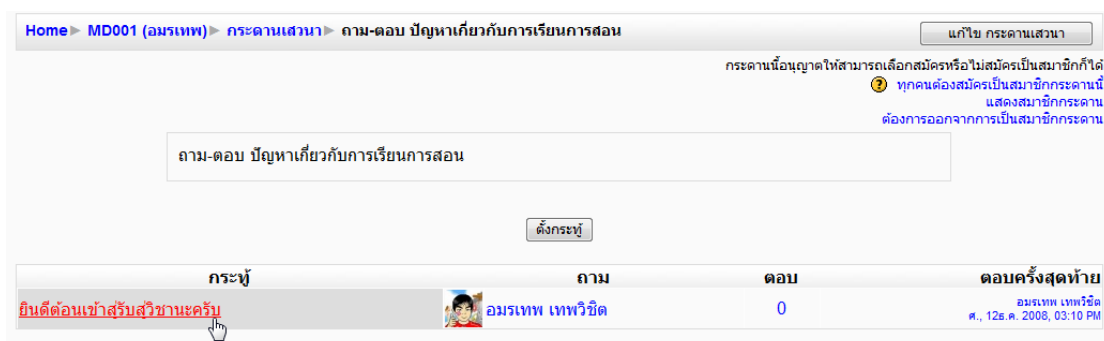 Home► MD001 (อมรเทพ)► กระดานเสวนา► ถาม-ตอบ ปัญหาเกี่ยวกับการเรียนการสอน
แก้ไข กระดานเสวนา
กระดานนี้อนุญาตให้สามารถเลือกสมัครหรือไม่สมัครเป็นสมาชิกก็ได้
? ทุกคนต้องสมัครเป็นสมาชิกกระดานนี้
แสดงสมาชิกกระดาน
ต้องการออกจากการเป็นสมาชิกกระดาน
ถาม-ตอบ ปัญหาเกี่ยวกับการเรียนการสอน
ตั้งกระทู้
กระทู้ ถาม ตอบ ตอบครั้งสุดท้าย
ยินดีต้อนเข้าสู่รับสู่วิชานะครับ อมรเทพ เทพวิชิต 0 อมรเทพ เทพวิชิต
ศ., 12ธ.ค. 2008, 03:10 PM